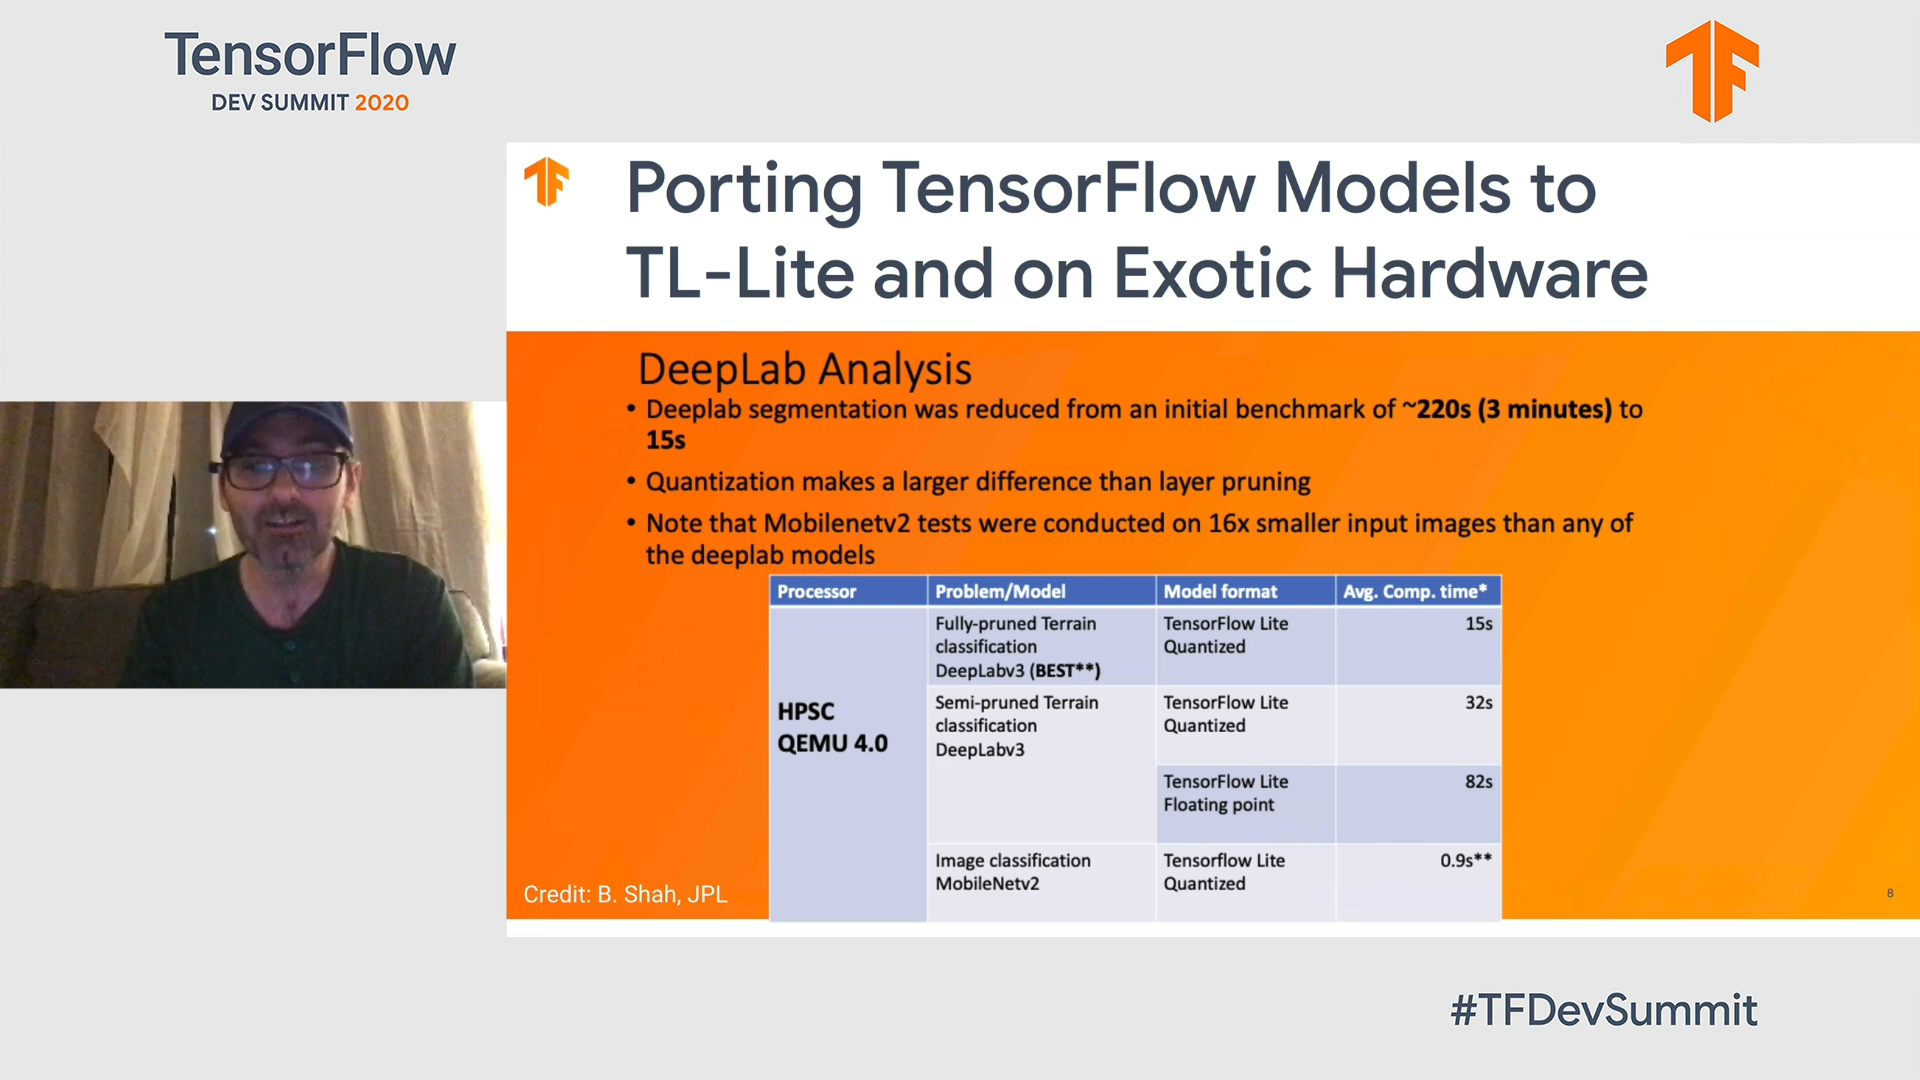 TensorFlow
DEV SUMMIT 2020
Porting TensorFlow Models to
TL-Lite and on Exotic Hardware
DeepLab Analysis
• Deeplab segmentation was reduced from an initial benchmark of ~220s (3 minutes) to
15s
• Quantization makes a larger difference than layer pruning
• Note that Mobilenetv2 tests were conducted on 16x smaller input images than any of
the deeplab models
Processor Problem/Model Model format Avg. Comp. time*
HPSC
QEMU 4.0
Fully-pruned Terrain
classification
DeepLabv3 (BEST**)
TensorFlow Lite
Quantized
15s
Semi-pruned Terrain
classification
DeepLabv3
TensorFlow Lite
Quantized
32s
TensorFlow Lite
Floating point
82s
Image classification
MobileNetv2
Tensorflow Lite
Quantized
0.9s**
Credit: B. Shah, JPL
8
#TFDevSummit